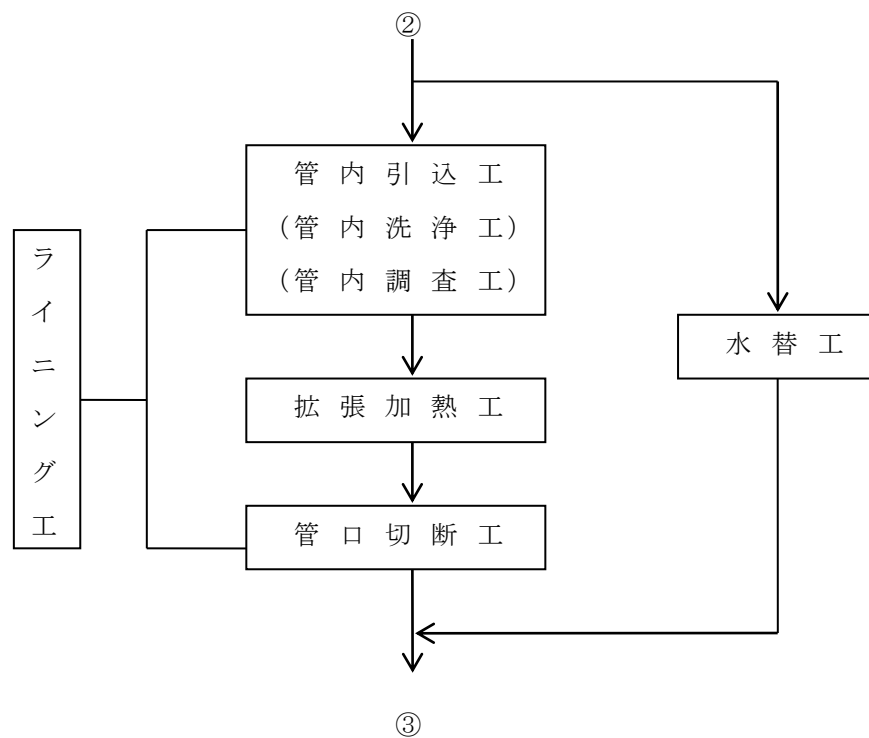 ②
管内引込工
(管内洗浄工)
(管内調査工)
ライニング工
水替工
拡張加熱工
管口切断工
③